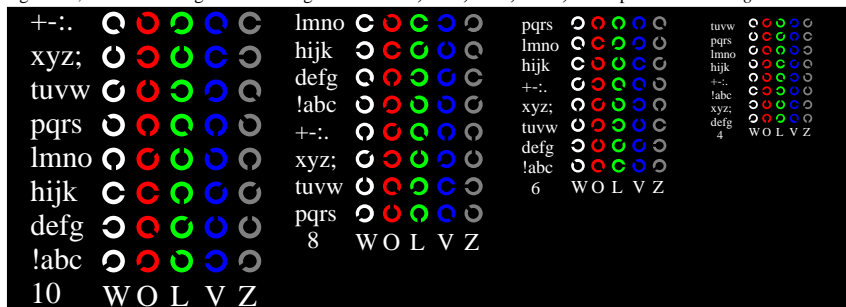 +-:.
xyz;
tuvw
pqrs
lmno
hijk
defg
!abc
10 W O L V Z
lmno
hijk
defg
!abc
+-:.
xyz;
tuvw
pqrs
8 W O L V Z
pqrs
lmno
hijk
+-:.
xyz;
tuvw
defg
!abc
6 W O L V Z
tuvw
pqrs
lmno
hijk
+-:.
!abc
xyz;
defg
4 W O L V Z